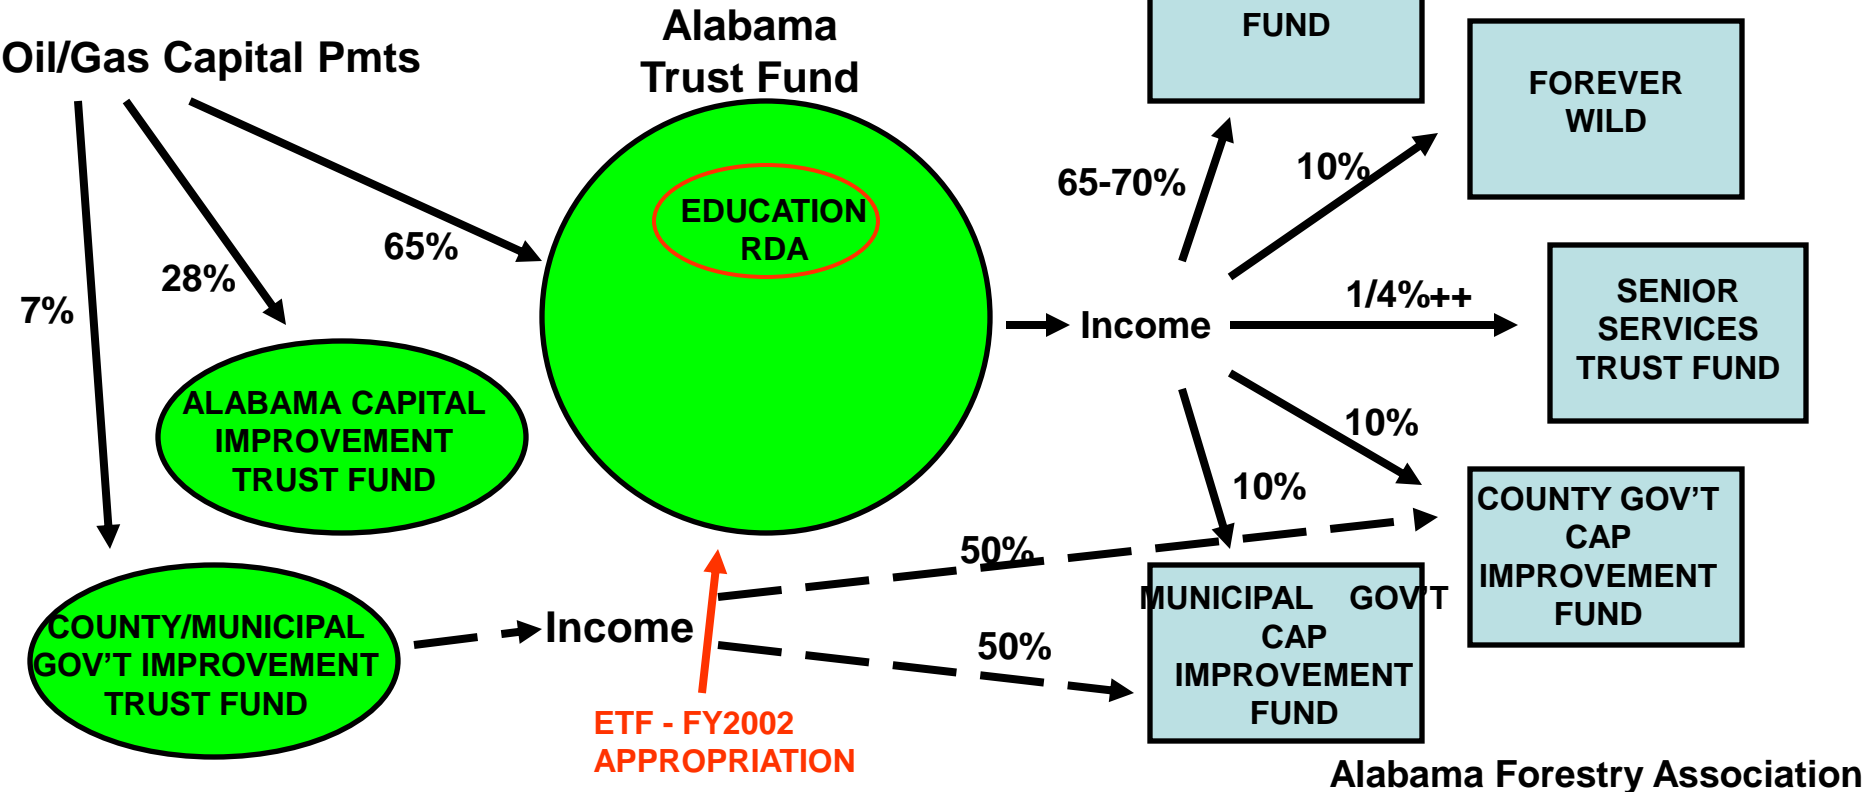 Oil/Gas Capital Pmts
Alabama
Trust Fund
FUND
FOREVER
WILD
65-70%
10%
EDUCATION
RDA
65%
28%
7%
Income
1/4%++
SENIOR
SERVICES
TRUST FUND
ALABAMA CAPITAL
IMPROVEMENT
TRUST FUND
10%
10%
COUNTY GOV'T
CAP
IMPROVEMENT
FUND
50%
MUNICIPAL GOV'T
CAP
IMPROVEMENT
FUND
COUNTY/MUNICIPAL
GOV'T IMPROVEMENT
TRUST FUND
Income
50%
ETF - FY2002
APPROPRIATION
Alabama Forestry Association